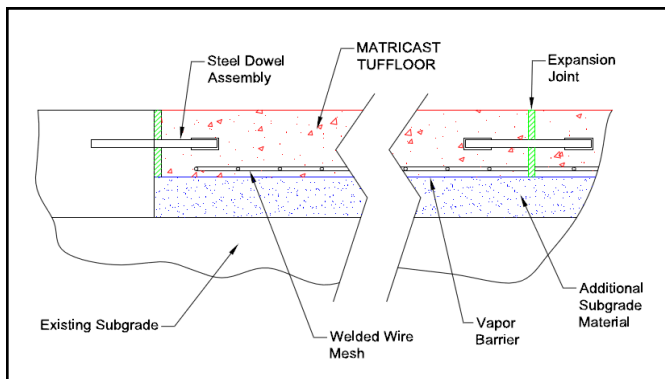 Steel Dowel
Assembly
MATRICAST
TUFFLOOR
Expansion
Joint
Existing Subgrade
Welded Wire
Mesh
Vapor
Barrier
Additional
Subgrade
Material